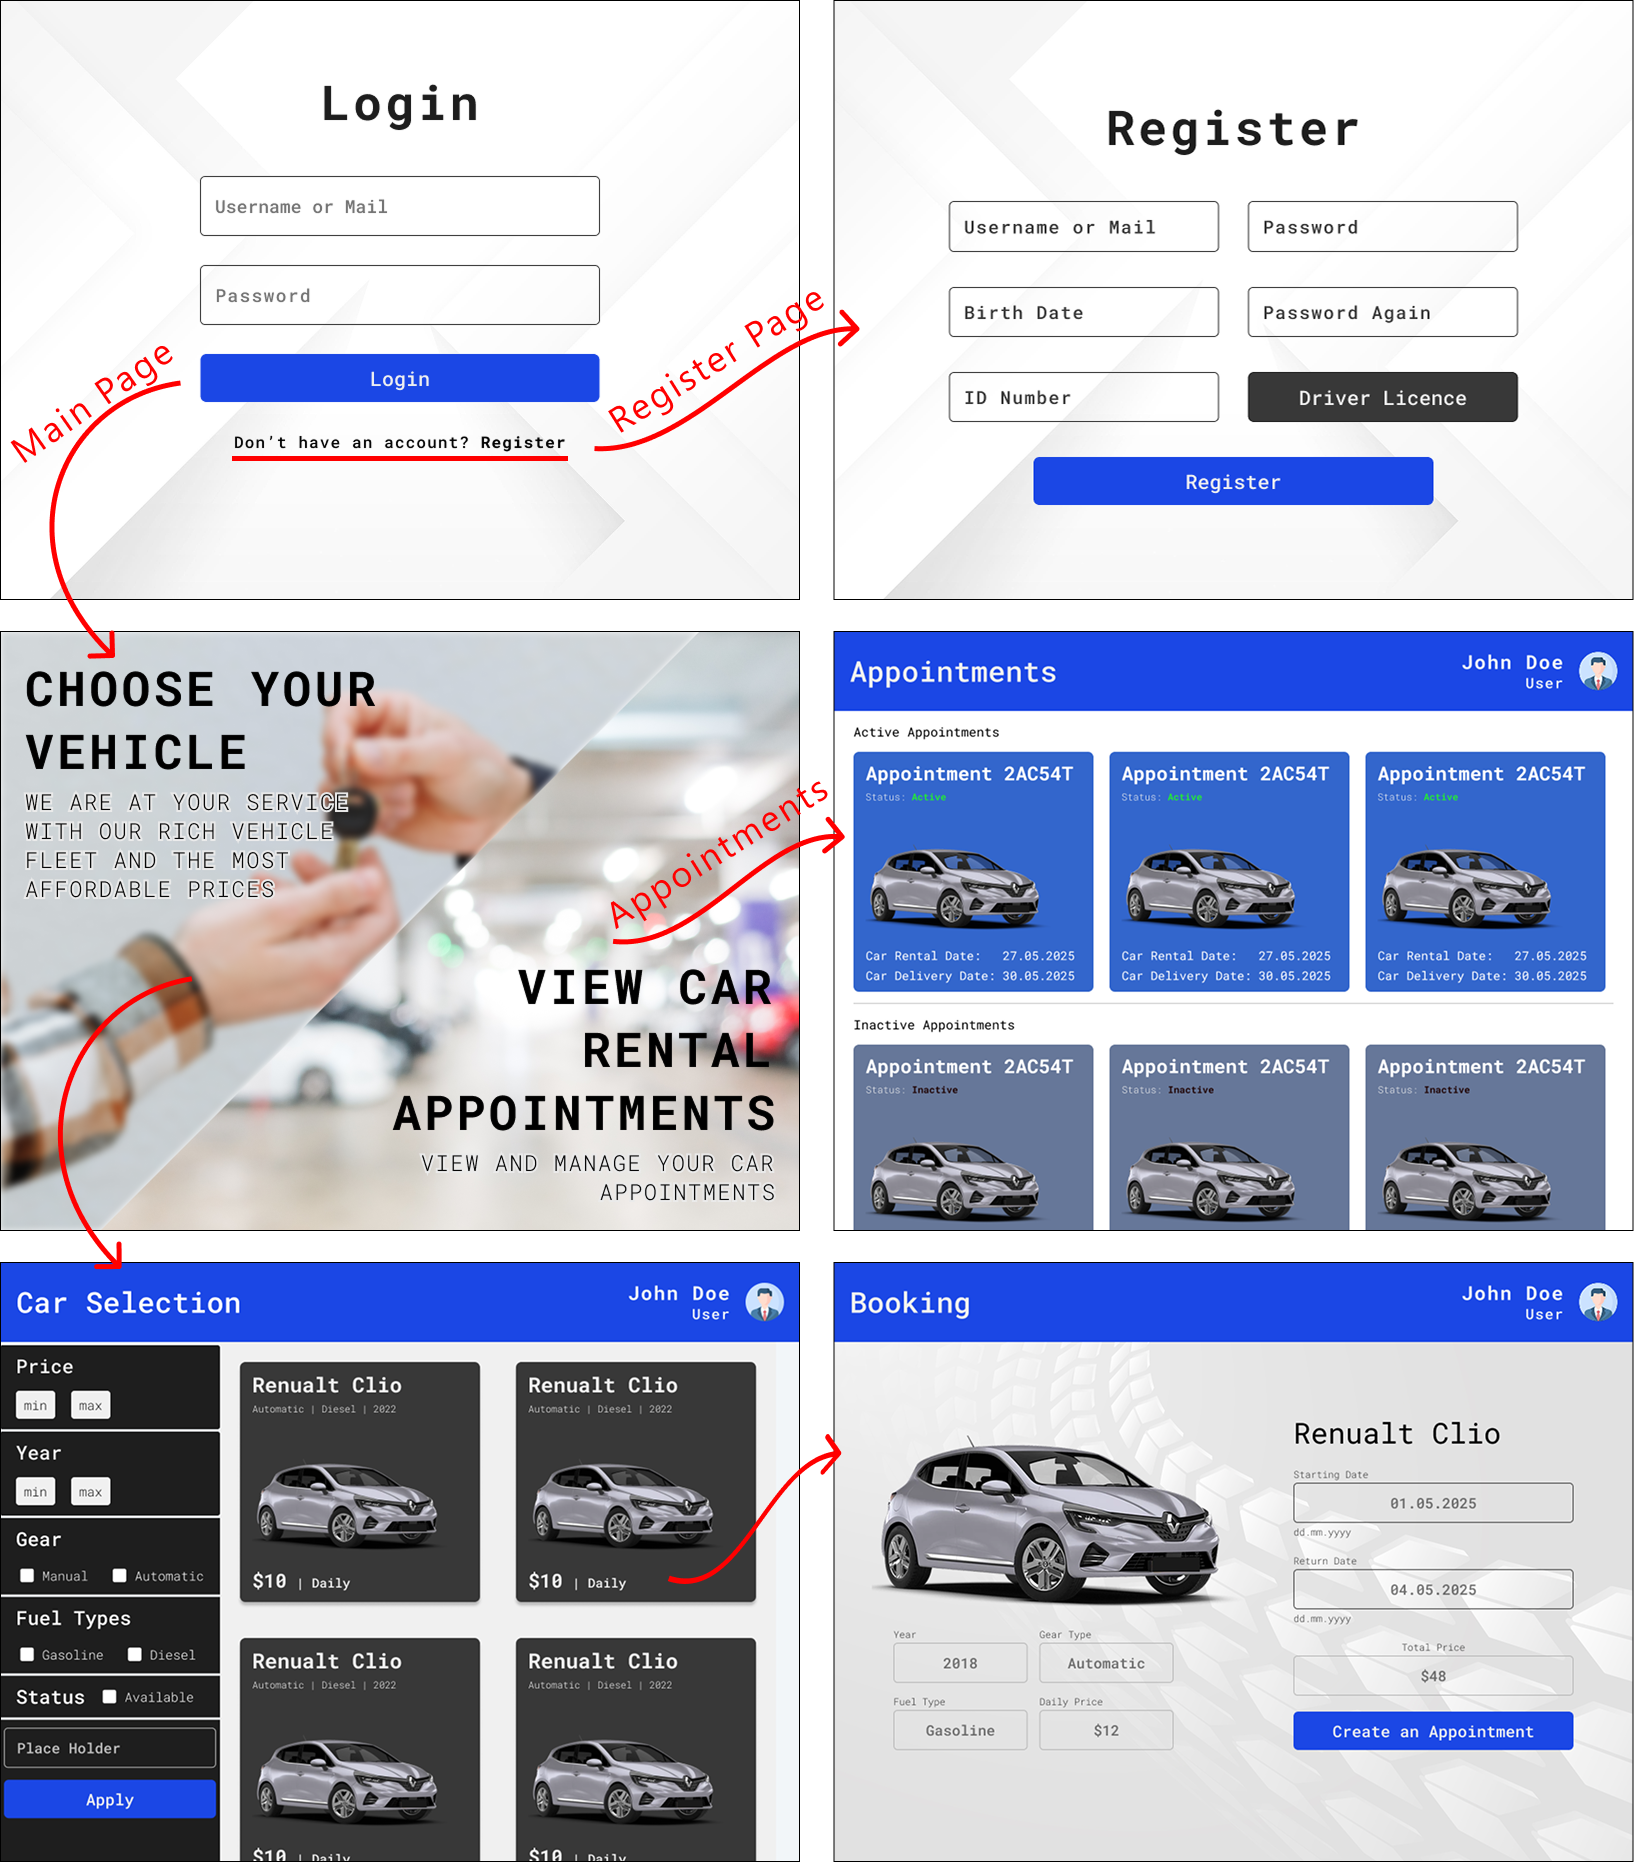 Login
Username or Mail
Password
Login
Don't have an account? Register
Main Page
Register Page
Register
Username or Mail
Password
Birth Date
Password Again
ID Number
Driver Licence
Register
CHOOSE YOUR
VEHICLE
WE ARE AT YOUR SERVICE
WITH OUR RICH VEHICLE
FLEET AND THE MOST
AFFORDABLE PRICES
VIEW CAR
RENTAL
APPOINTMENTS
VIEW AND MANAGE YOUR CAR
APPOINTMENTS
Appointments
Appointments
John Doe
User
Active Appointments
Appointment 2AC54T
Status: Active
Car Rental Date: 27.05.2025
Car Delivery Date: 30.05.2025
Appointment 2AC54T
Status: Active
Car Rental Date: 27.05.2025
Car Delivery Date: 30.05.2025
Appointment 2AC54T
Status: Active
Car Rental Date: 27.05.2025
Car Delivery Date: 30.05.2025
Inactive Appointments
Appointment 2AC54T
Status: Inactive
Appointment 2AC54T
Status: Inactive
Appointment 2AC54T
Status: Inactive
Car Selection
John Doe
User
Price
min max
Year
min max
Gear
Manual Automatic
Fuel Types
Gasoline Diesel
Status Available
Place Holder
Apply
Renualt Clio
Automatic | Diesel | 2022
$10 | Daily
Renualt Clio
Automatic | Diesel | 2022
$10 | Daily
Renualt Clio
Automatic | Diesel | 2022
$10 | Daily
Renualt Clio
Automatic | Diesel | 2022
$10 | Daily
Booking
John Doe
User
Year
2018
Gear Type
Automatic
Fuel Type
Gasoline
Daily Price
$12
Renualt Clio
Starting Date
01.05.2025
dd.mm.yyyy
Return Date
04.05.2025
dd.mm.yyyy
Total Price
$48
Create an Appointment